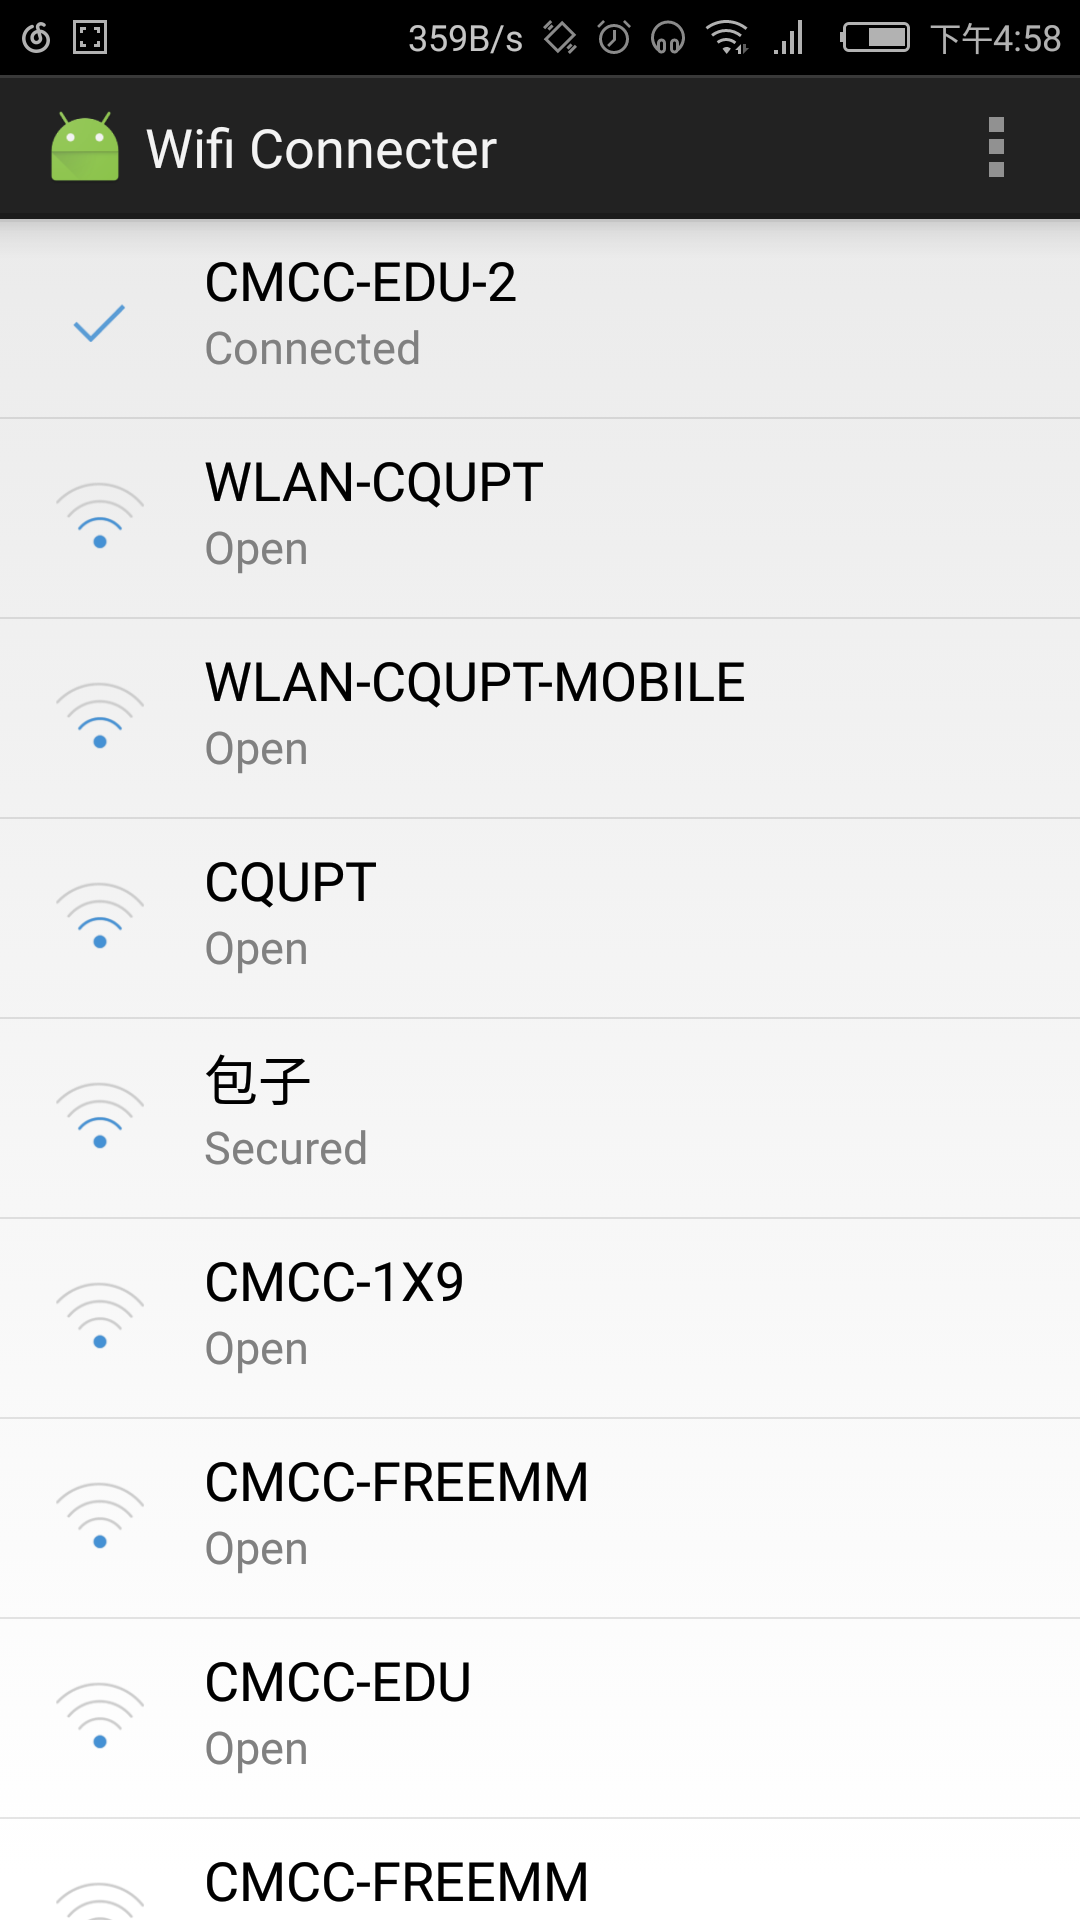 359B/s 下午4:58
Wifi Connecter
CMCC-EDU-2
Connected
WLAN-CQUPT
Open
WLAN-CQUPT-MOBILE
Open
CQUPT
Open
包子
Secured
CMCC-1X9
Open
CMCC-FREEMM
Open
CMCC-EDU
Open
CMCC-FREEMM